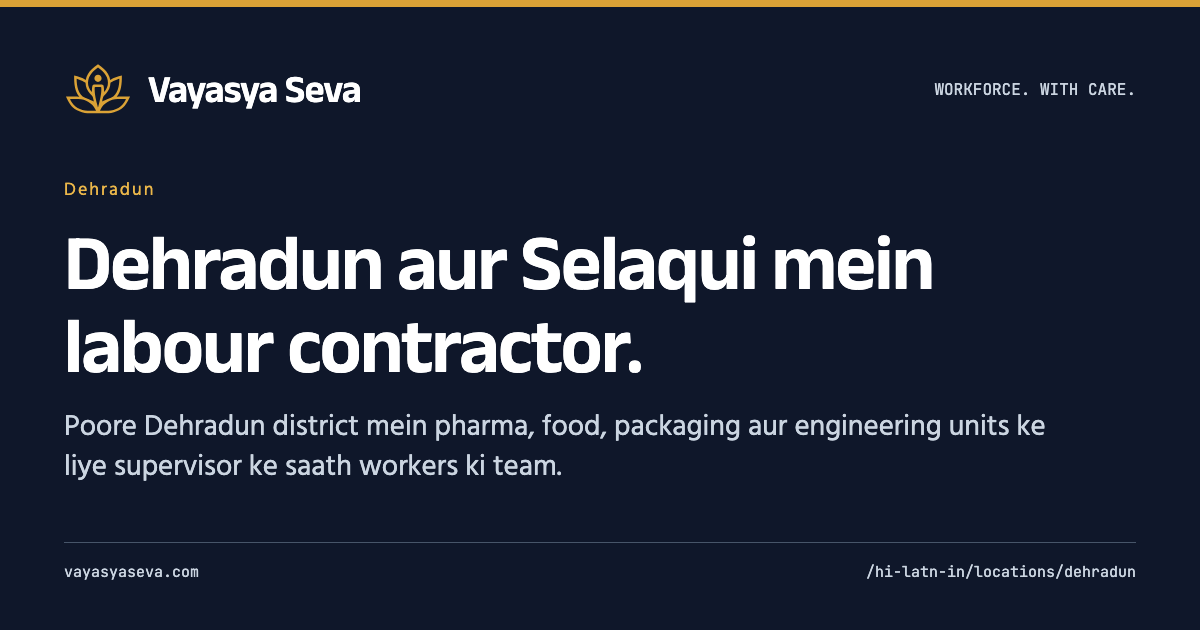 Vayasya Seva
WORKFORCE. WITH CARE.
Dehradun
Dehradun aur Selaqui mein
labour contractor.
Poore Dehradun district mein pharma, food, packaging aur engineering units ke
liye supervisor ke saath workers ki team.
vayasyaseva.com
/hi-latn-in/locations/dehradun